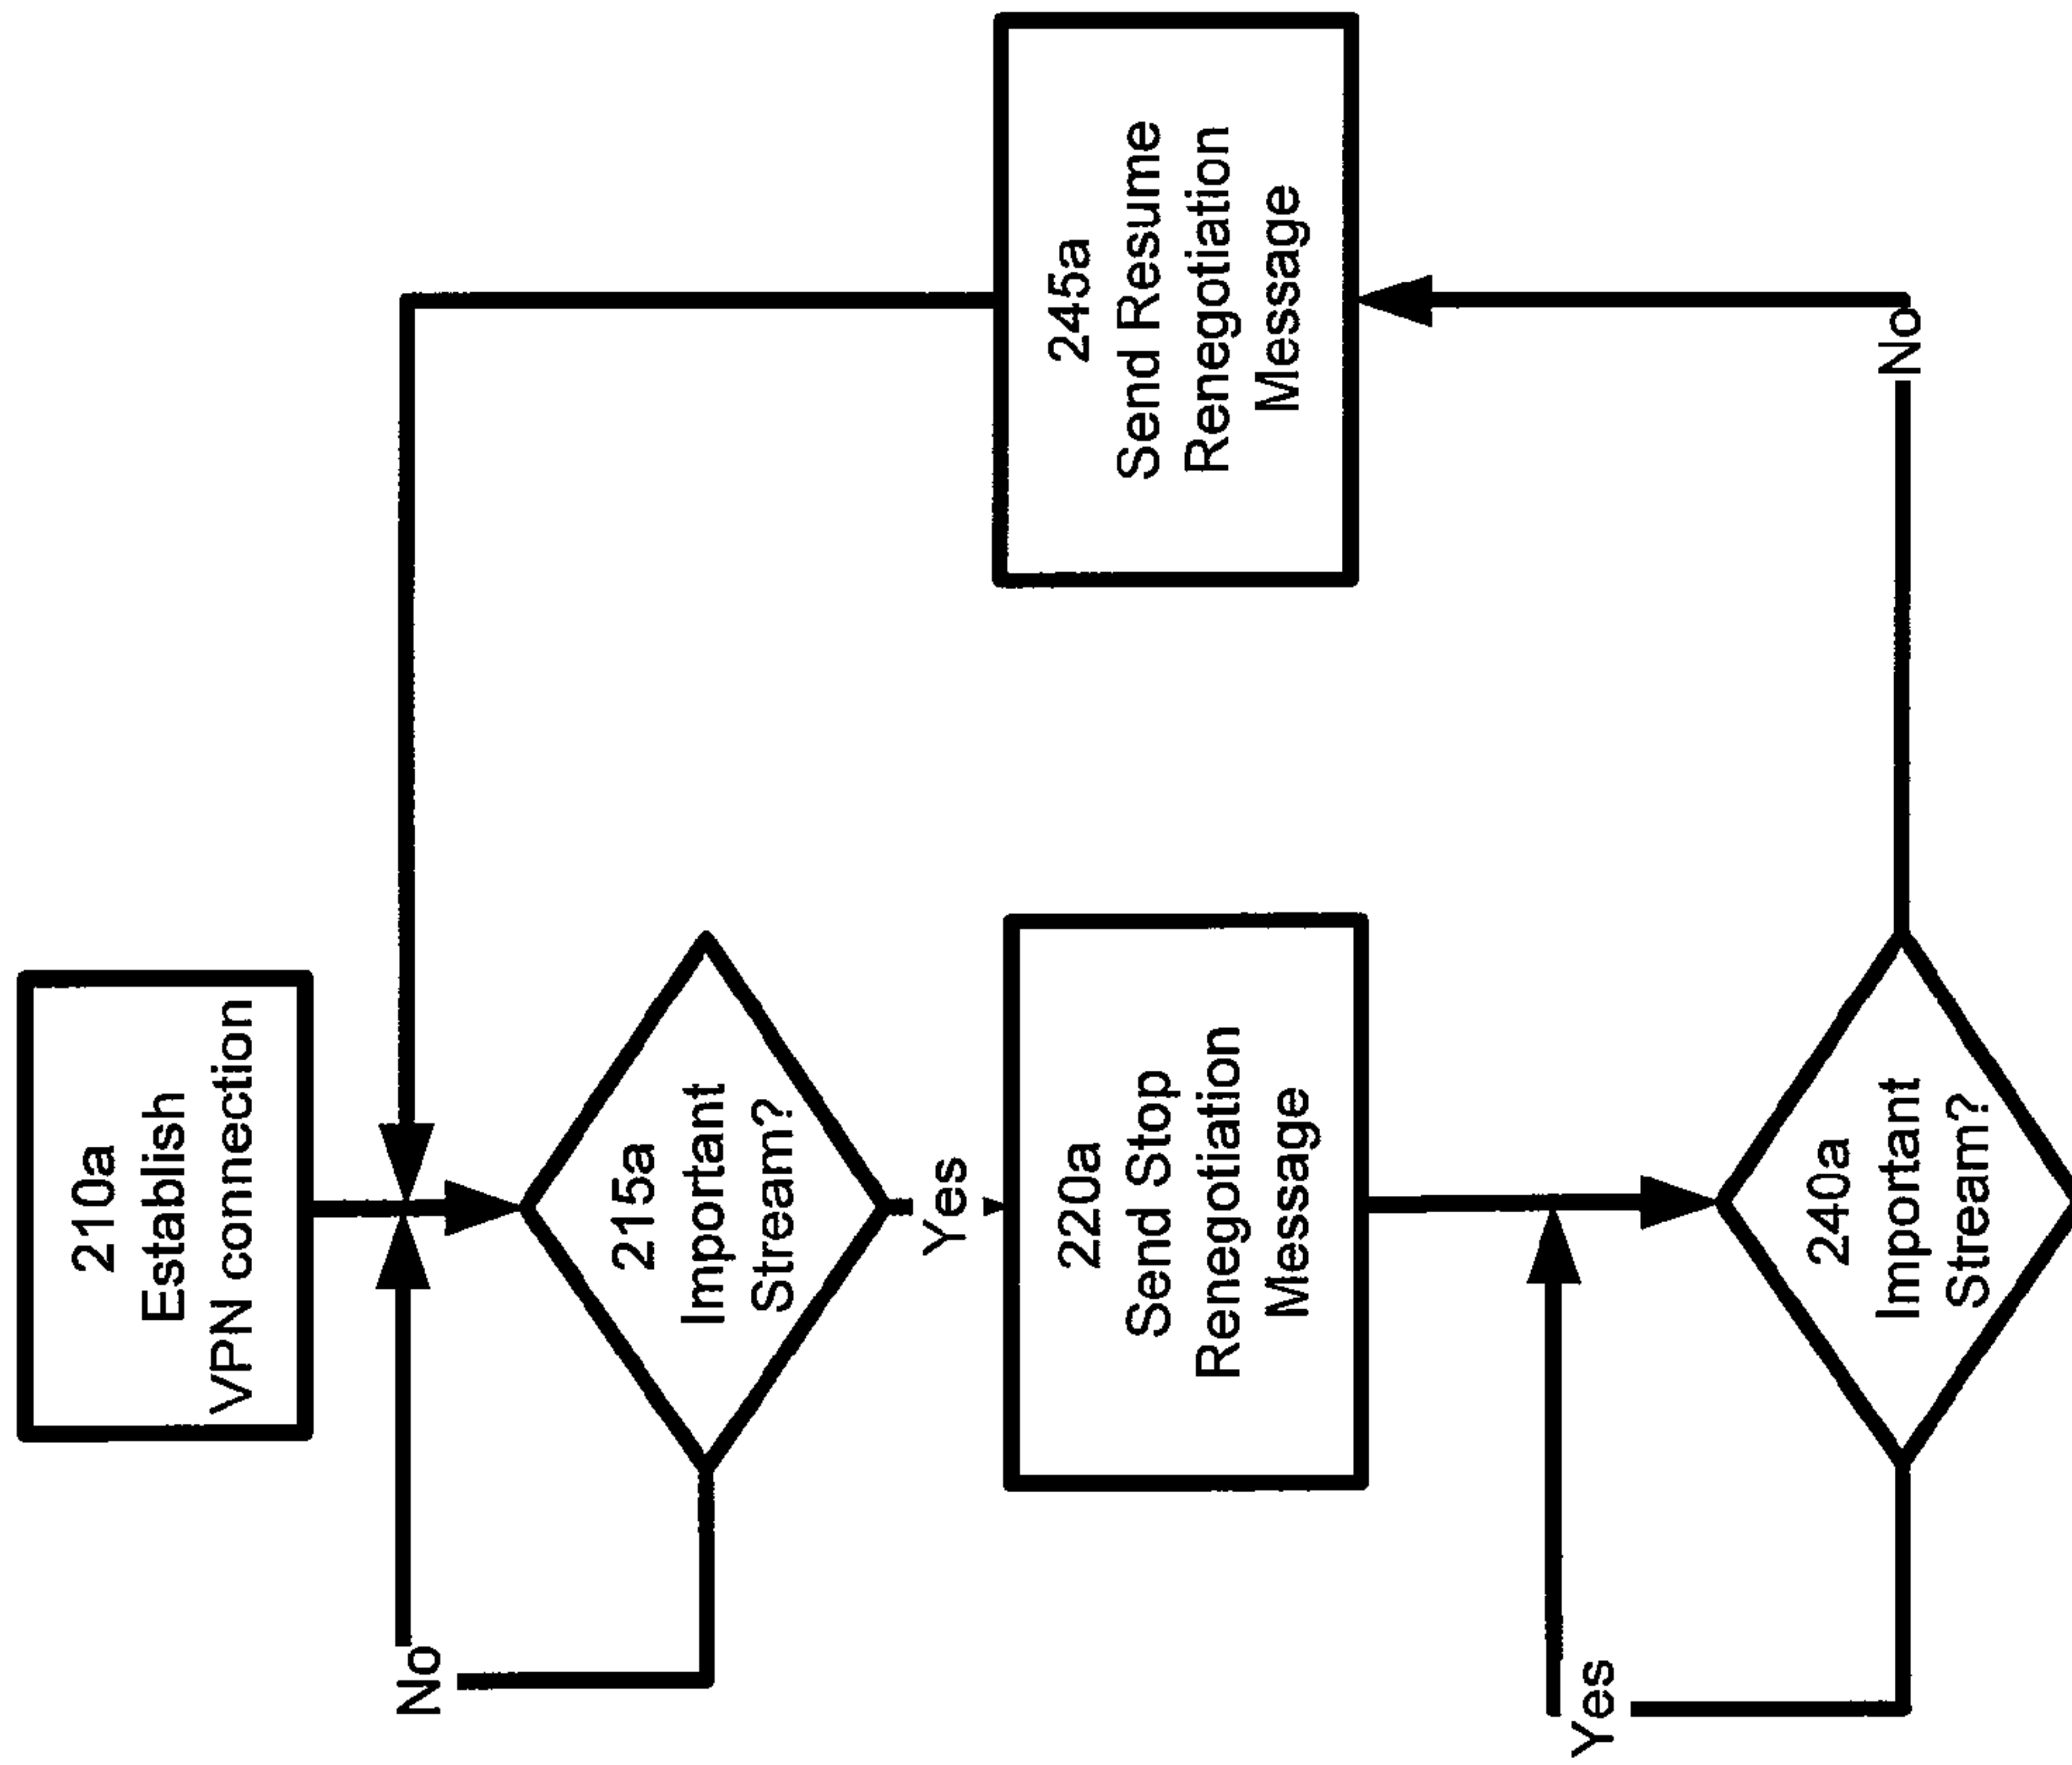 210a
Establish
VPN connection
No
215a
Important
Stream?
Yes
220a
Send Stop
Renegotiation
Message
Yes
240a
Important
Stream?
No
245a
Send Resume
Renegotiation
Message